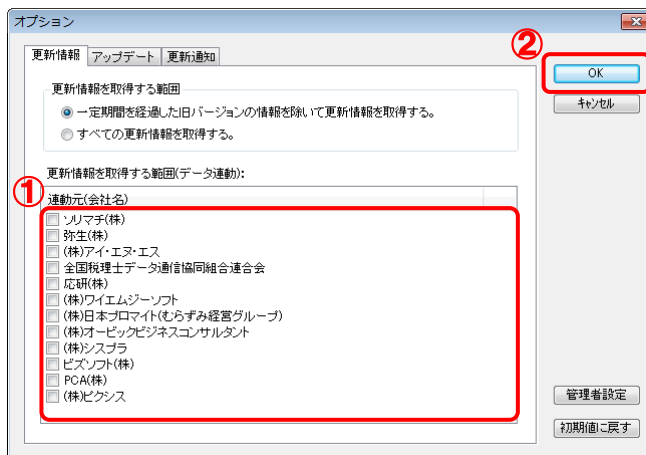 オプション
更新情報 アップデート 更新通知
②
OK
キャンセル
更新情報を取得する範囲
一定期間を経過した旧バージョンの情報を除いて更新情報を取得する。
すべての更新情報を取得する。
更新情報を取得する範囲(データ連動):
①
連動元(会社名)
ソリマチ(株)
弥生(株)
(株)アイ・エヌ・エス
全国税理士データ通信協同組合連合会
応研(株)
(株)ワイエムジーソフト
(株)日本ブロマイト(むらずみ経営グループ)
(株)オービックビジネスコンサルタント
(株)シスプラ
ビズソフト(株)
PCA(株)
(株)ビクシス
管理者設定
初期値に戻す